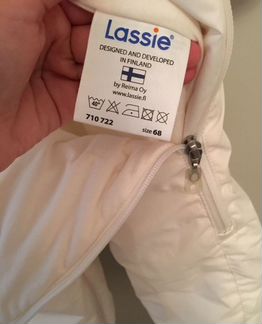 Lassie®
DESIGNED AND DEVELOPED
IN FINLAND
by Reima Oy
www.lassie.fi
40°
710 722 size 68